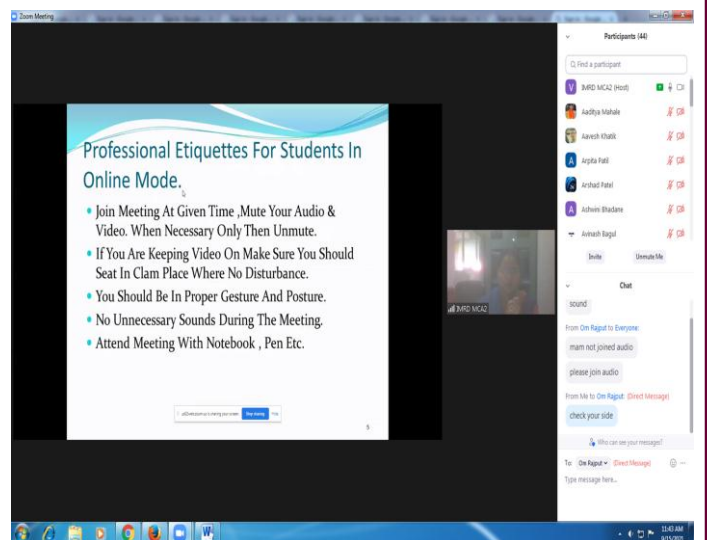 Zoom Meeting
Participants (44)
Find a participant
V IMRD MCA2 (Host)
Aaditya Mahale
Aavesh Khatik
A Arpita Patil
Arshad Patel
A Ashwini Bhadane
Avinash Bagul
Invite Unmute Me
Professional Etiquettes For Students In
Online Mode.
• Join Meeting At Given Time ,Mute Your Audio &
Video. When Necessary Only Then Unmute.
• If You Are Keeping Video On Make Sure You Should
Seat In Clam Place Where No Disturbance.
• You Should Be In Proper Gesture And Posture.
• No Unnecessary Sounds During The Meeting.
• Attend Meeting With Notebook , Pen Etc.
Stop sharing Hide
5
IMRD MCA2
Chat
sound
From Om Rajput to Everyone:
mam not joined audio
please join audio
From Me to Om Rajput: (Direct Message)
check your side
Who can see your messages?
To: Om Rajput (Direct Message)
Type message here...
11:43 AM